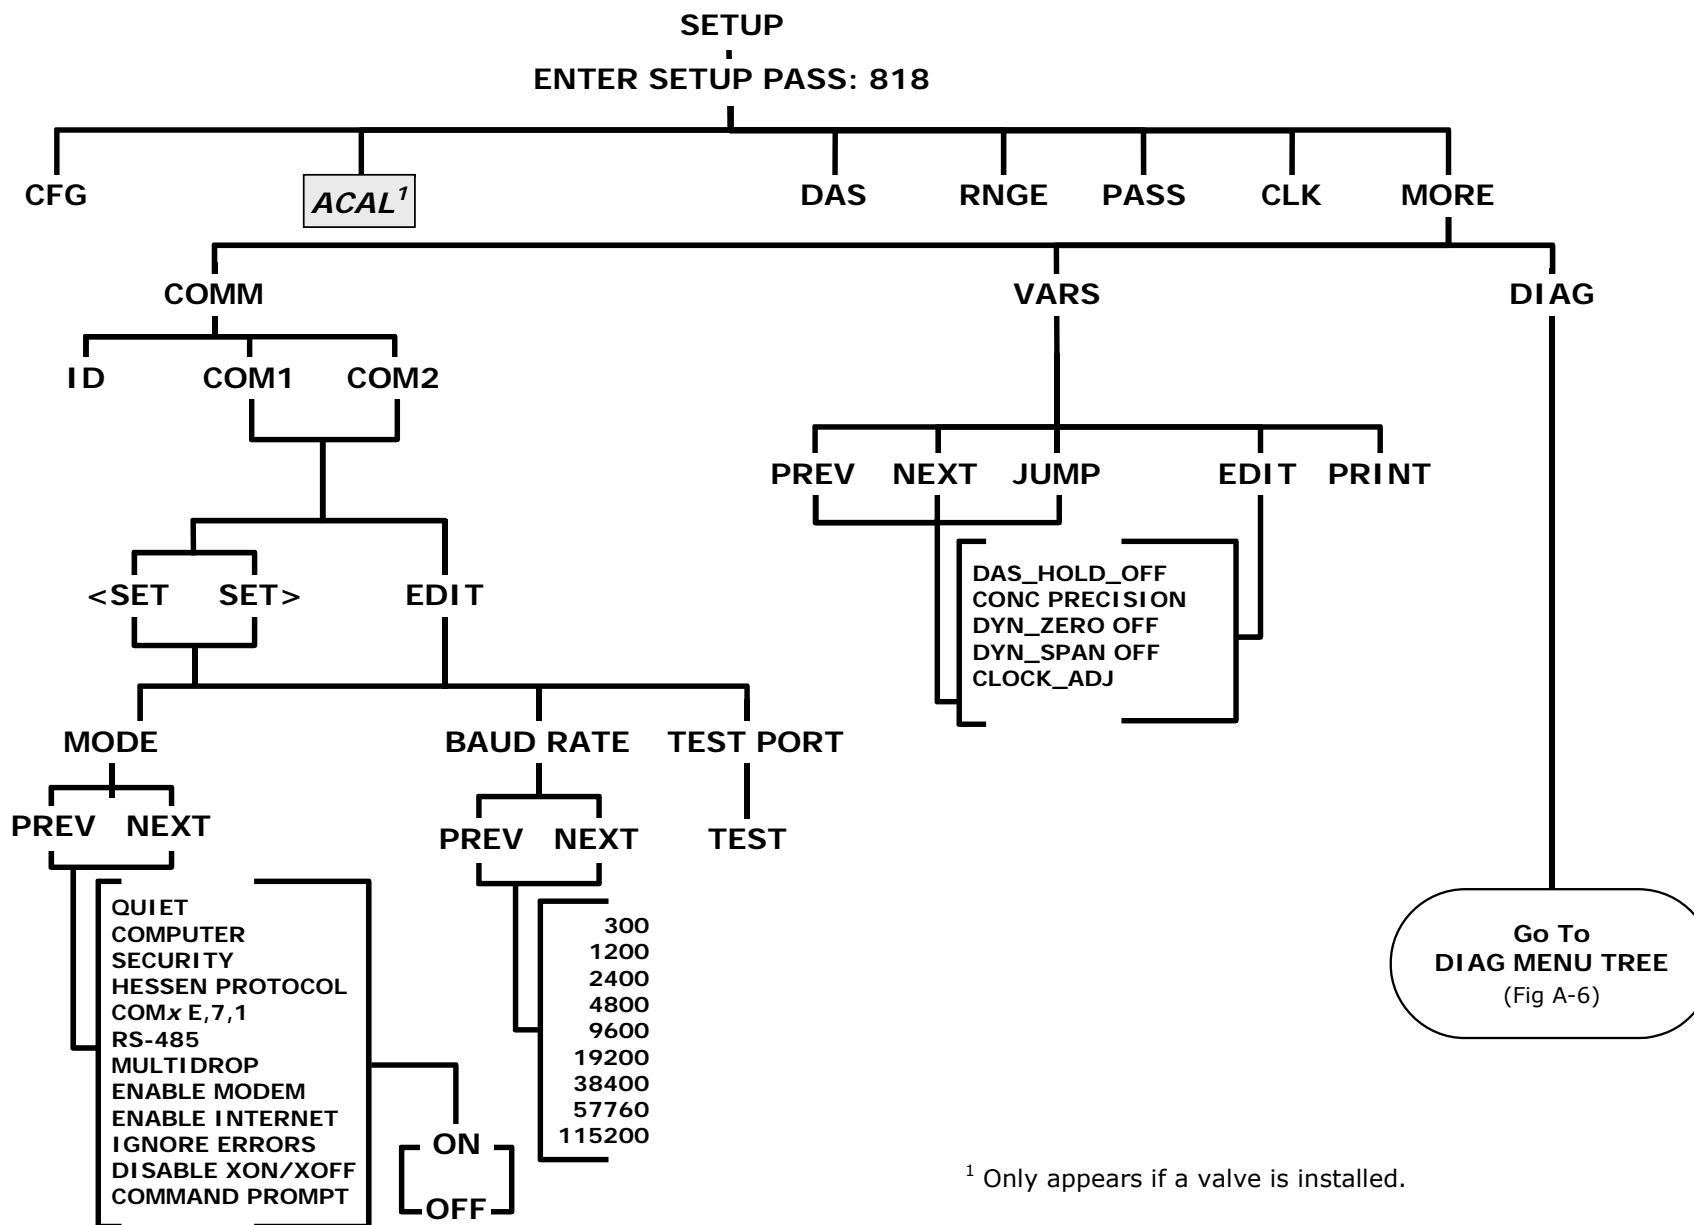 SETUP
ENTER SETUP PASS: 818
CFG
ACAL¹
DAS
RNGE
PASS
CLK
MORE
COMM
VARS
DIAG
ID
COM1
COM2
PREV
NEXT
JUMP
EDIT
PRINT
<SET
SET>
EDIT
DAS_HOLD_OFF
CONC PRECISION
DYN_ZERO OFF
DYN_SPAN OFF
CLOCK_ADJ
MODE
BAUD RATE
TEST PORT
PREV
NEXT
PREV
NEXT
TEST
QUIET
COMPUTER
SECURITY
HESSEN PROTOCOL
COMx E,7,1
RS-485
MULTIDROP
ENABLE MODEM
ENABLE INTERNET
IGNORE ERRORS
DISABLE XON/XOFF
COMMAND PROMPT
ON
OFF
300
1200
2400
4800
9600
19200
38400
57760
115200
Go To
DIAG MENU TREE
(Fig A-6)
¹ Only appears if a valve is installed.